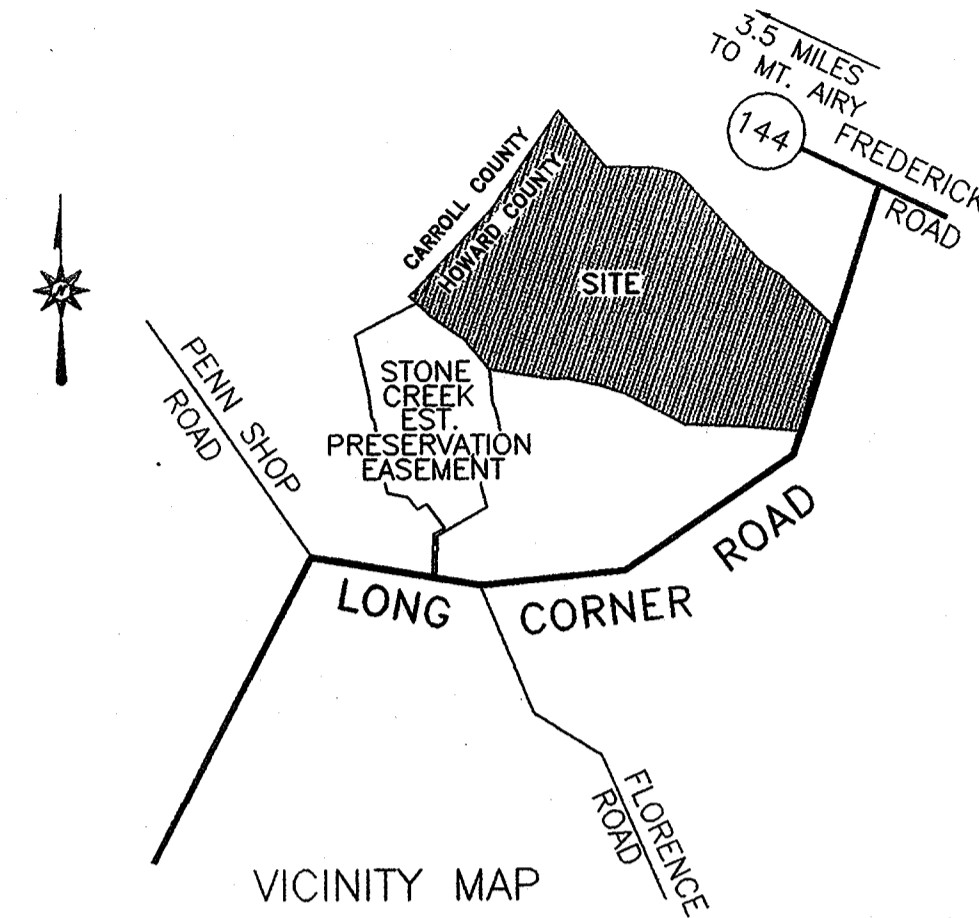 3.5 MILES
TO MT. AIRY
144
FREDERICK
ROAD
CARROLL COUNTY
HOWARD COUNTY
SITE
N
PENN SHOP
ROAD
STONE
CREEK
EST.
PRESERVATION
EASEMENT
LONG CORNER ROAD
FLORENCE
ROAD
VICINITY MAP